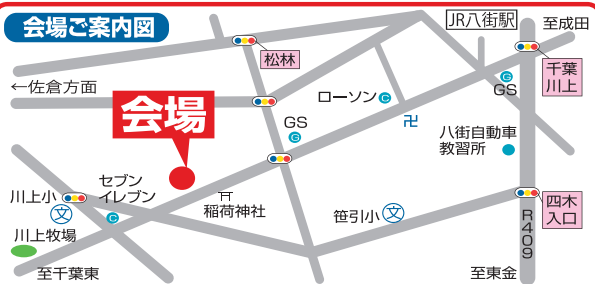 会場ご案内図
JR八街駅
至成田
松林
←佐倉方面
千葉
川上
G
GS
ローソン
C
会場
GS
G
卍
八街自動車
教習所
セブン
イレブン
川上小
文
C
稲荷神社
笹引小
文
四木
入口
川上牧場
R409
至千葉東
至東金